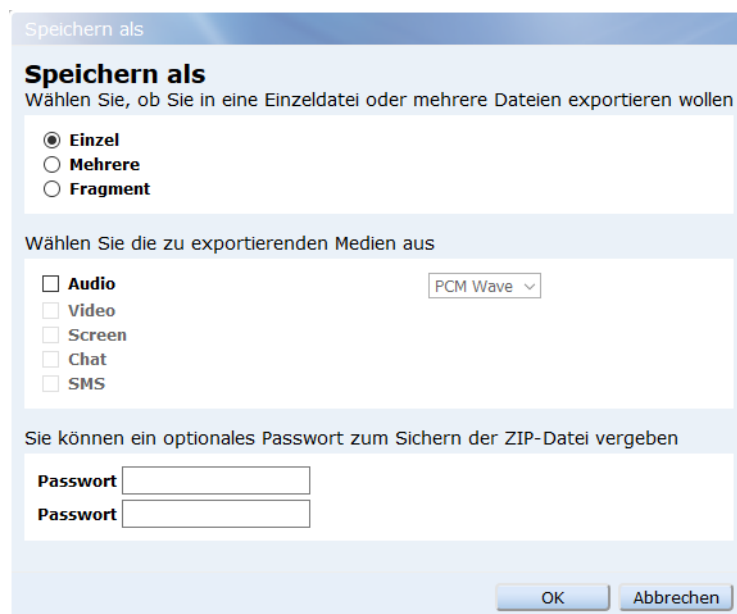 Speichern als
Speichern als
Wählen Sie, ob Sie in eine Einzeldatei oder mehrere Dateien exportieren wollen
Einzel
Mehrere
Fragment
Wählen Sie die zu exportierenden Medien aus
Audio PCM Wave
Video
Screen
Chat
SMS
Sie können ein optionales Passwort zum Sichern der ZIP-Datei vergeben
Passwort
Passwort
OK Abbrechen